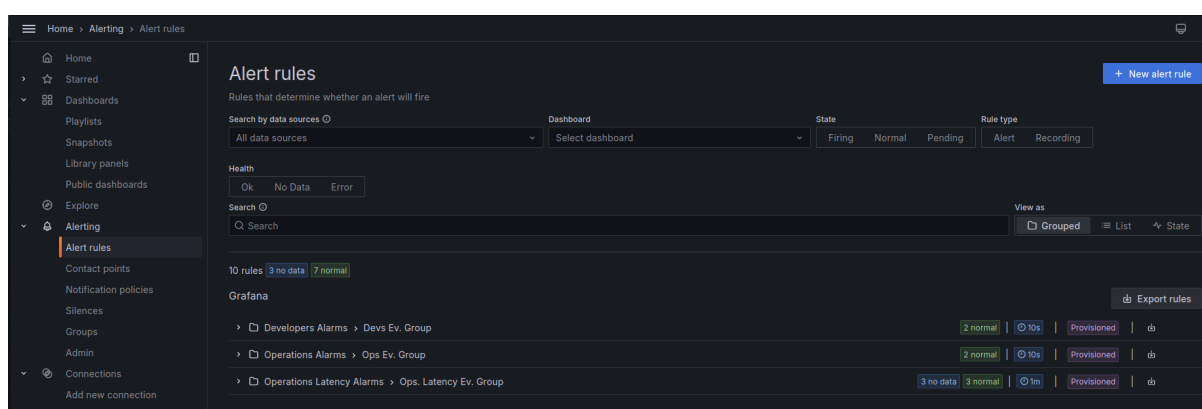 Home › Alerting › Alert rules
Home
Starred
Dashboards
Playlists
Snapshots
Library panels
Public dashboards
Explore
Alerting
Alert rules
Contact points
Notification policies
Silences
Groups
Admin
Connections
Add new connection
Alert rules
+ New alert rule
Rules that determine whether an alert will fire
Search by data sources
Dashboard
State
Rule type
All data sources
Select dashboard
Firing Normal Pending
Alert Recording
Health
Ok No Data Error
Search
View as
Search
Grouped List State
10 rules 3 no data 7 normal
Grafana
Export rules
Developers Alarms › Devs Ev. Group 2 normal | 10s | Provisioned |
Operations Alarms › Ops Ev. Group 2 normal | 10s | Provisioned |
Operations Latency Alarms › Ops. Latency Ev. Group 3 no data 3 normal | 1m | Provisioned |